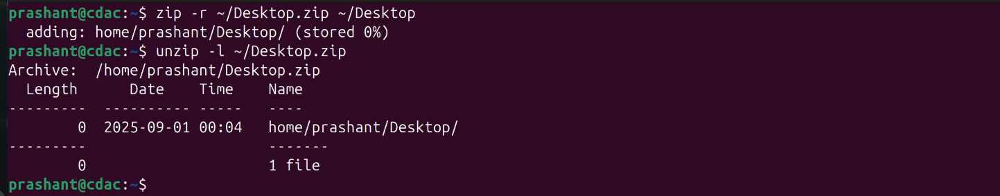 prashant@cdac:~$ zip -r ~/Desktop.zip ~/Desktop
  adding: home/prashant/Desktop/ (stored 0%)
prashant@cdac:~$ unzip -l ~/Desktop.zip
Archive:  /home/prashant/Desktop.zip
  Length      Date    Time    Name
---------  ---------- -----   ----
        0  2025-09-01 00:04   home/prashant/Desktop/
---------                     -------
        0                     1 file
prashant@cdac:~$